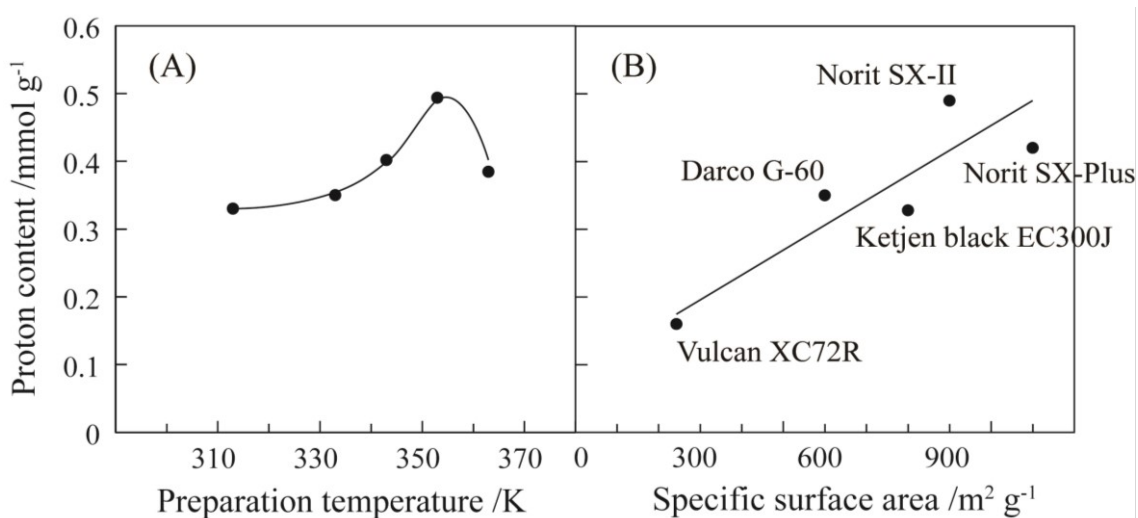 0.6
0.5
0.4
0.3
0.2
0.1
0
Proton content /mmol g⁻¹
(A)
310 330 350 370
Preparation temperature /K
(B)
Norit SX-II
Darco G-60
Norit SX-Plus
Ketjen black EC300J
Vulcan XC72R
0 300 600 900
Specific surface area /m² g⁻¹